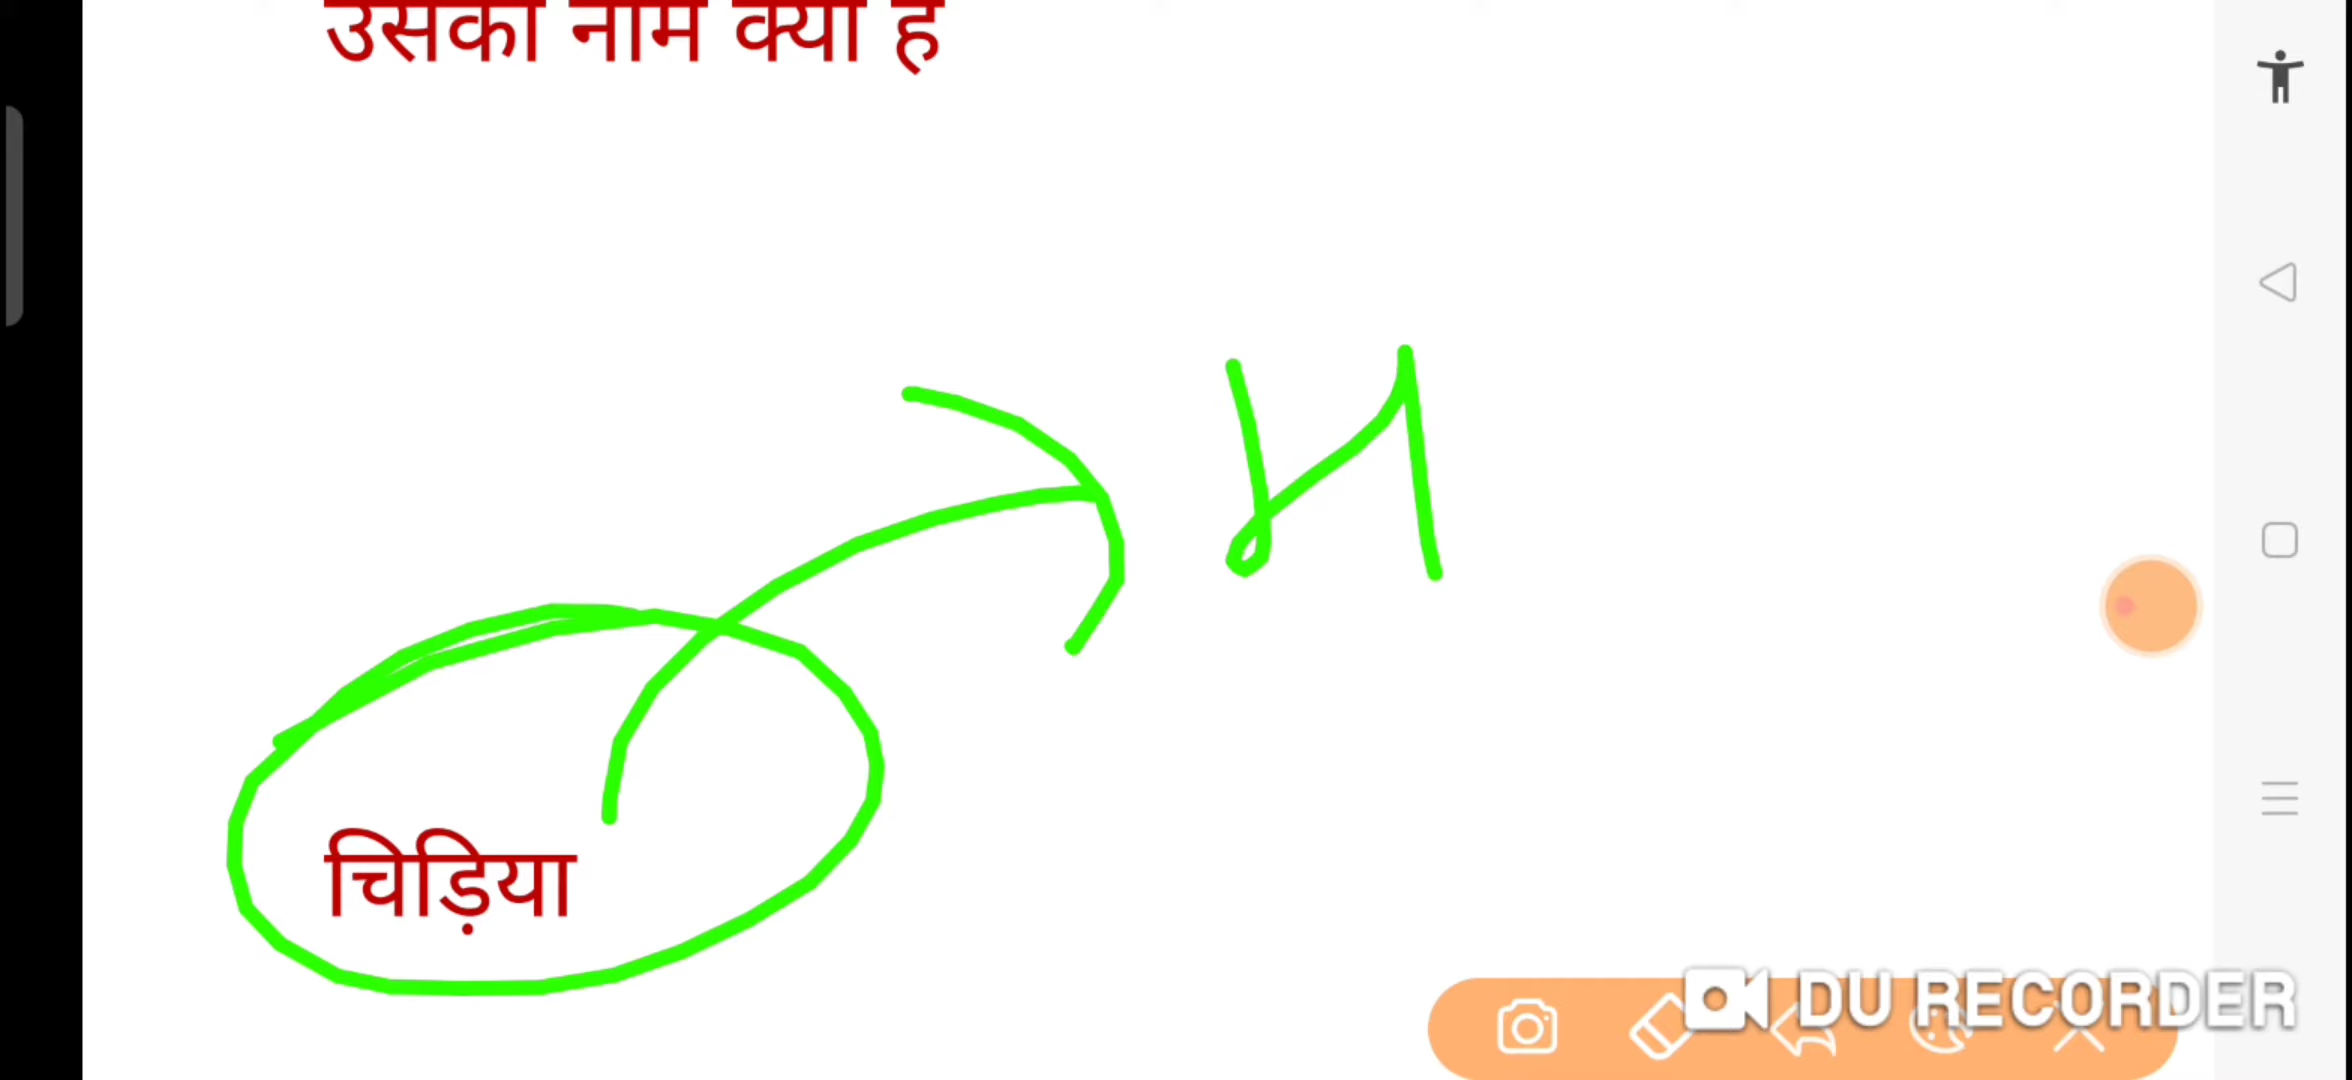 उसका नाम क्या है
H
चिड़िया
DU RECORDER